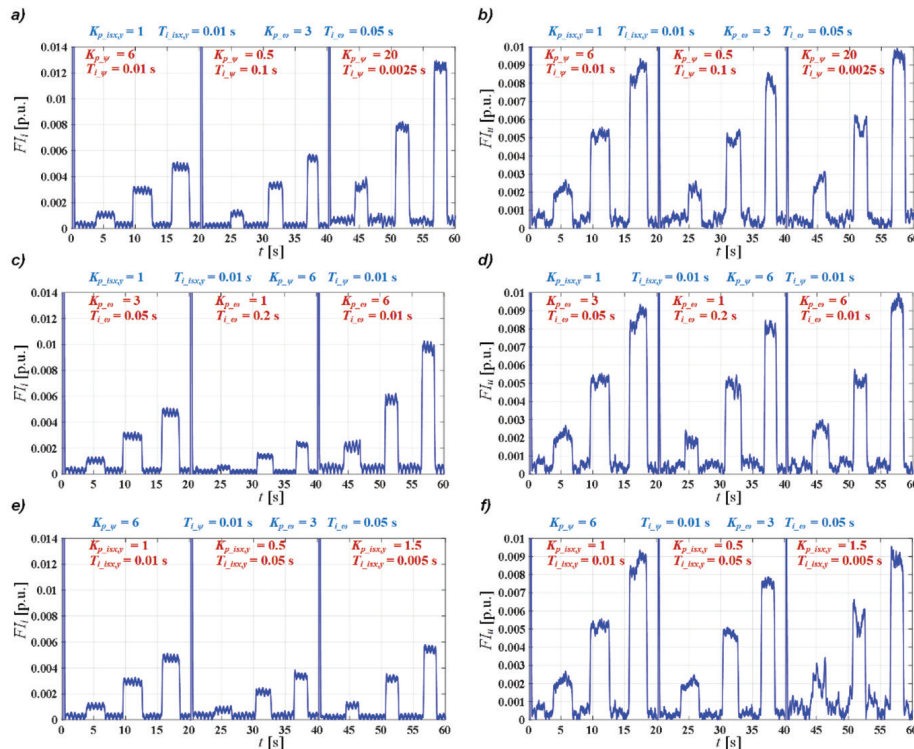 a)
K_p_isx,y = 1 T_i_isx,y = 0.01 s K_p_ω = 3 T_i_ω = 0.05 s
K_p_ψ = 6 K_p_ψ = 0.5 K_p_ψ = 20
T_i_ψ = 0.01 s T_i_ψ = 0.1 s T_i_ψ = 0.0025 s
FI_i [p.u.]
0.014
0.012
0.01
0.008
0.006
0.004
0.002
0
0 5 10 15 20 25 30 35 40 45 50 55 60
t [s]
b)
K_p_isx,y = 1 T_i_isx,y = 0.01 s K_p_ω = 3 T_i_ω = 0.05 s
K_p_ψ = 6 K_p_ψ = 0.5 K_p_ψ = 20
T_i_ψ = 0.01 s T_i_ψ = 0.1 s T_i_ψ = 0.0025 s
FI_u [p.u.]
0.01
0.009
0.008
0.007
0.006
0.005
0.004
0.003
0.002
0.001
0
0 5 10 15 20 25 30 35 40 45 50 55 60
t [s]
c)
K_p_isx,y = 1 T_i_isx,y = 0.01 s K_p_ψ = 6 T_i_ψ = 0.01 s
K_p_ω = 3 K_p_ω = 1 K_p_ω = 6
T_i_ω = 0.05 s T_i_ω = 0.2 s T_i_ω = 0.01 s
FI_i [p.u.]
0.014
0.012
0.01
0.008
0.006
0.004
0.002
0
0 5 10 15 20 25 30 35 40 45 50 55 60
t [s]
d)
K_p_isx,y = 1 T_i_isx,y = 0.01 s K_p_ψ = 6 T_i_ψ = 0.01 s
K_p_ω = 3 K_p_ω = 1 K_p_ω = 6
T_i_ω = 0.05 s T_i_ω = 0.2 s T_i_ω = 0.01 s
FI_u [p.u.]
0.01
0.009
0.008
0.007
0.006
0.005
0.004
0.003
0.002
0.001
0
0 5 10 15 20 25 30 35 40 45 50 55 60
t [s]
e)
K_p_ψ = 6 T_i_ψ = 0.01 s K_p_ω = 3 T_i_ω = 0.05 s
K_p_isx,y = 1 K_p_isx,y = 0.5 K_p_isx,y = 1.5
T_i_isx,y = 0.01 s T_i_isx,y = 0.05 s T_i_isx,y = 0.005 s
FI_i [p.u.]
0.014
0.012
0.01
0.008
0.006
0.004
0.002
0
0 5 10 15 20 25 30 35 40 45 50 55 60
t [s]
f)
K_p_ψ = 6 T_i_ψ = 0.01 s K_p_ω = 3 T_i_ω = 0.05 s
K_p_isx,y = 1 K_p_isx,y = 0.5 K_p_isx,y = 1.5
T_i_isx,y = 0.01 s T_i_isx,y = 0.05 s T_i_isx,y = 0.005 s
FI_u [p.u.]
0.01
0.009
0.008
0.007
0.006
0.005
0.004
0.003
0.002
0.001
0
0 5 10 15 20 25 30 35 40 45 50 55 60
t [s]